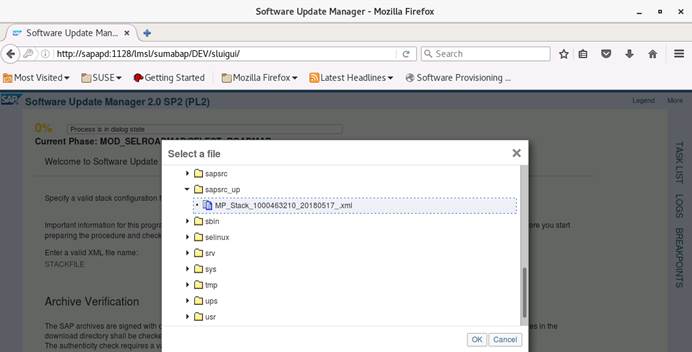 Software Update Manager - Mozilla Firefox
Software Update Man...
http://sapapd:1128/lmsl/sumabap/DEV/sluigui/
Search
Most Visited SUSE Getting Started Mozilla Firefox Latest Headlines Software Provisioning ...
SAP Software Update Manager 2.0 SP2 (PL2) Legend More
0% Process is in dialog state
Current Phase: MOD_SELROADMAP/SELECT_ROADMAP
Welcome to Software Update
Select a file
sapsrc
sapsrc_up
MP_Stack_1000463210_20180517_.xml
sbin
selinux
srv
sys
tmp
ups
usr
OK Cancel
Specify a valid stack configuration f
Important information for this progra
ere you start
preparing the procedure and check
Enter a valid XML file name:
STACKFILE
Archive Verification
The SAP archives are signed with
es in the
download directory shall be checke
The authenticity check requires a va
TASK LIST
LOGS
BREAKPOINTS